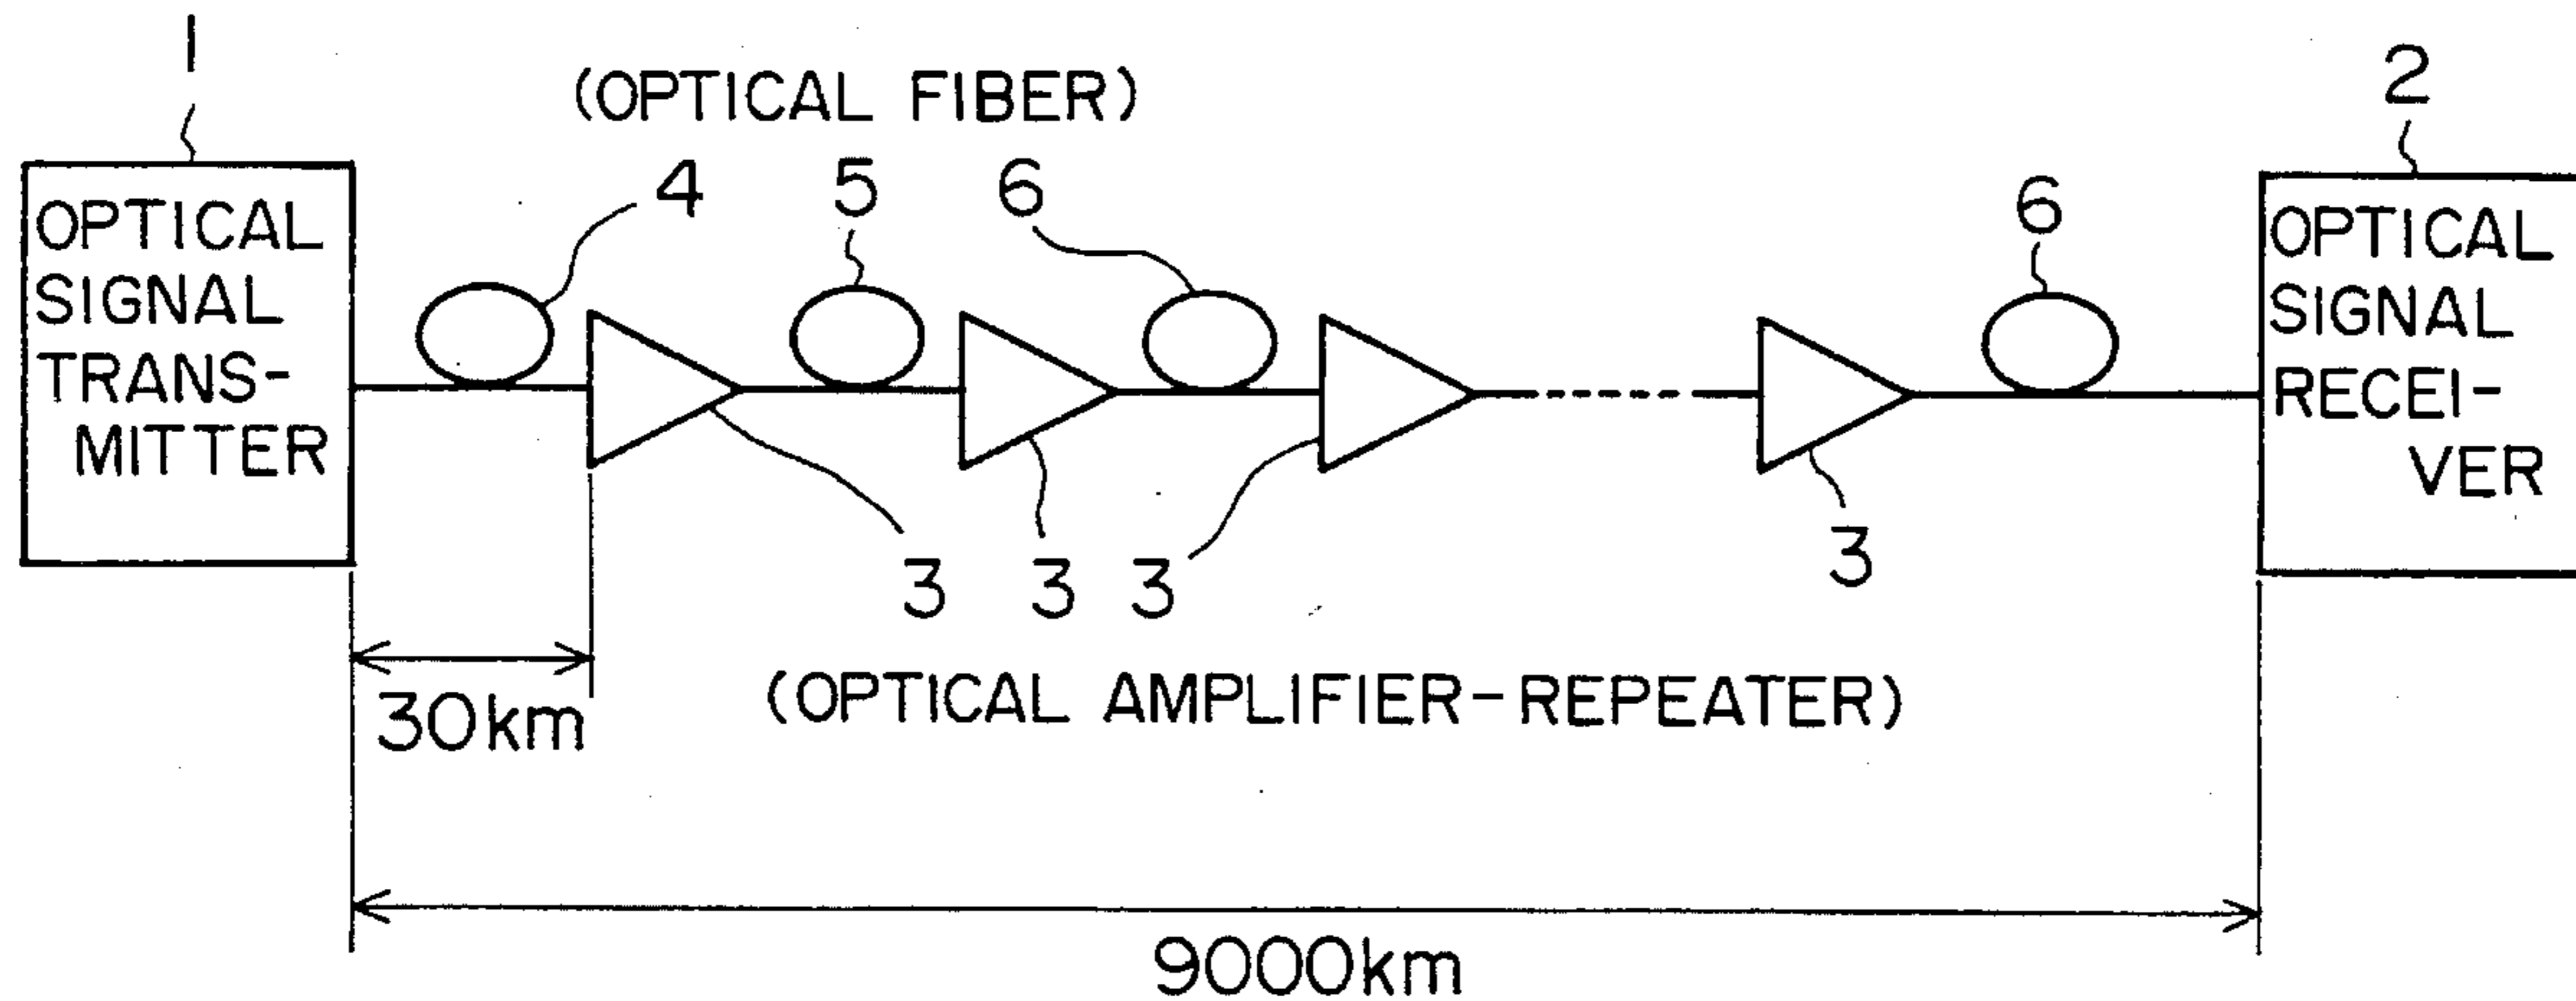 1
(OPTICAL FIBER)
2
4
5
6
6
OPTICAL
SIGNAL
TRANS-
MITTER
OPTICAL
SIGNAL
RECEI-
VER
3
3
3
3
30km
(OPTICAL AMPLIFIER-REPEATER)
9000km